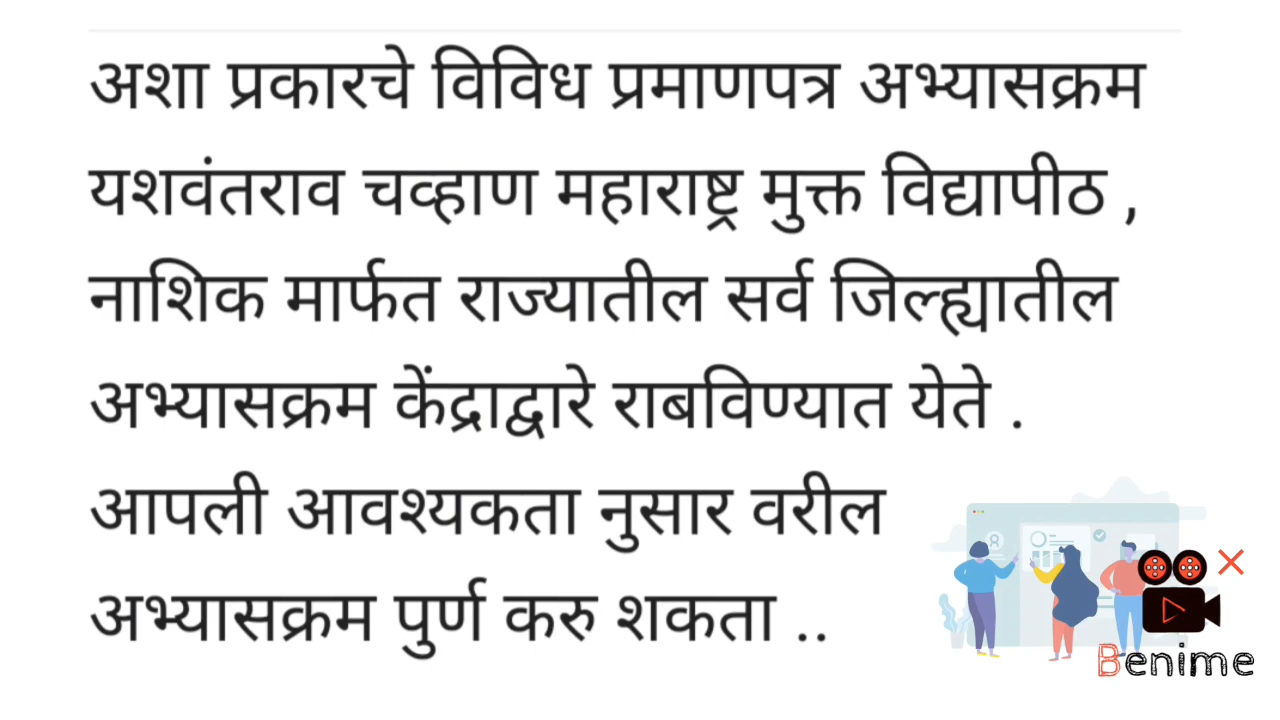 अशा प्रकारचे विविध प्रमाणपत्र अभ्यासक्रम
यशवंतराव चव्हाण महाराष्ट्र मुक्त विद्यापीठ ,
नाशिक मार्फत राज्यातील सर्व जिल्ह्यातील
अभ्यासक्रम केंद्राद्वारे राबविण्यात येते .
आपली आवश्यकता नुसार वरील
अभ्यासक्रम पुर्ण करु शकता ..
Benime